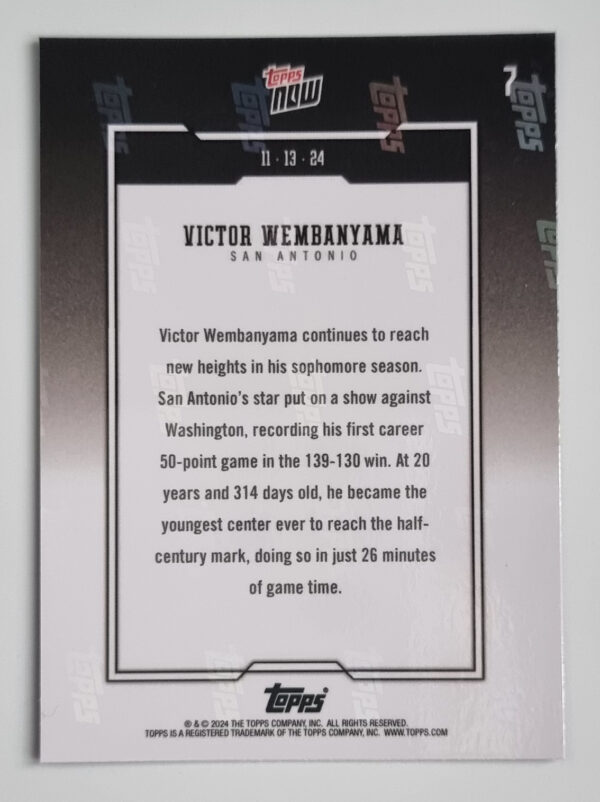 topps now
7
11 · 13 · 24
VICTOR WEMBANYAMA
SAN ANTONIO
Victor Wembanyama continues to reach
new heights in his sophomore season.
San Antonio's star put on a show against
Washington, recording his first career
50-point game in the 139-130 win. At 20
years and 314 days old, he became the
youngest center ever to reach the half-
century mark, doing so in just 26 minutes
of game time.
topps
® & © 2024 THE TOPPS COMPANY, INC. ALL RIGHTS RESERVED.
TOPPS IS A REGISTERED TRADEMARK OF THE TOPPS COMPANY, INC. WWW.TOPPS.COM